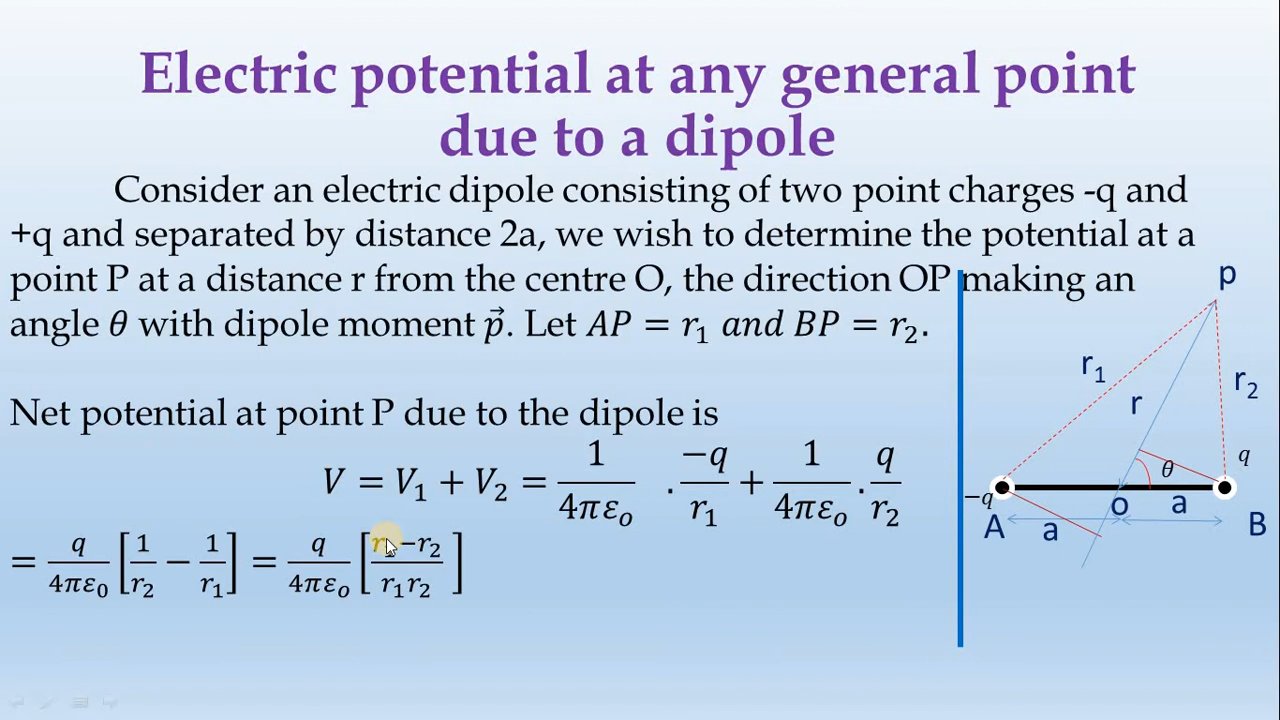 Electric potential at any general point
due to a dipole
Consider an electric dipole consisting of two point charges -q and
+q and separated by distance 2a, we wish to determine the potential at a
point P at a distance r from the centre O, the direction OP making an
angle θ with dipole moment p⃗. Let AP = r₁ and BP = r₂.
Net potential at point P due to the dipole is
V = V₁ + V₂ = 1/4πεₒ . −q/r₁ + 1/4πεₒ . q/r₂
= q/4πε₀ [1/r₂ − 1/r₁] = q/4πεₒ [r₁−r₂/r₁r₂]
p
r₁
r
r₂
θ
q
−q
A
a
o
a
B